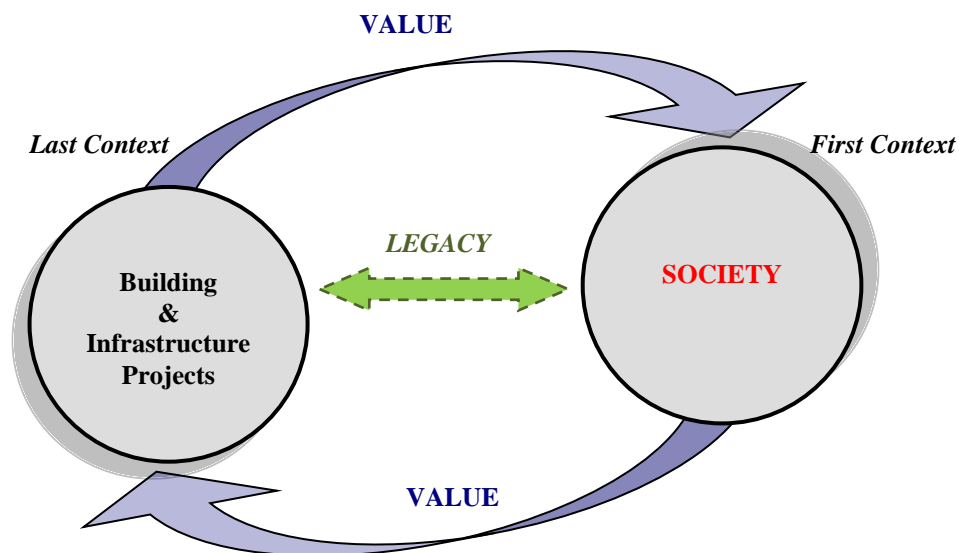 VALUE
Last Context
First Context
LEGACY
Building
&
Infrastructure
Projects
SOCIETY
VALUE